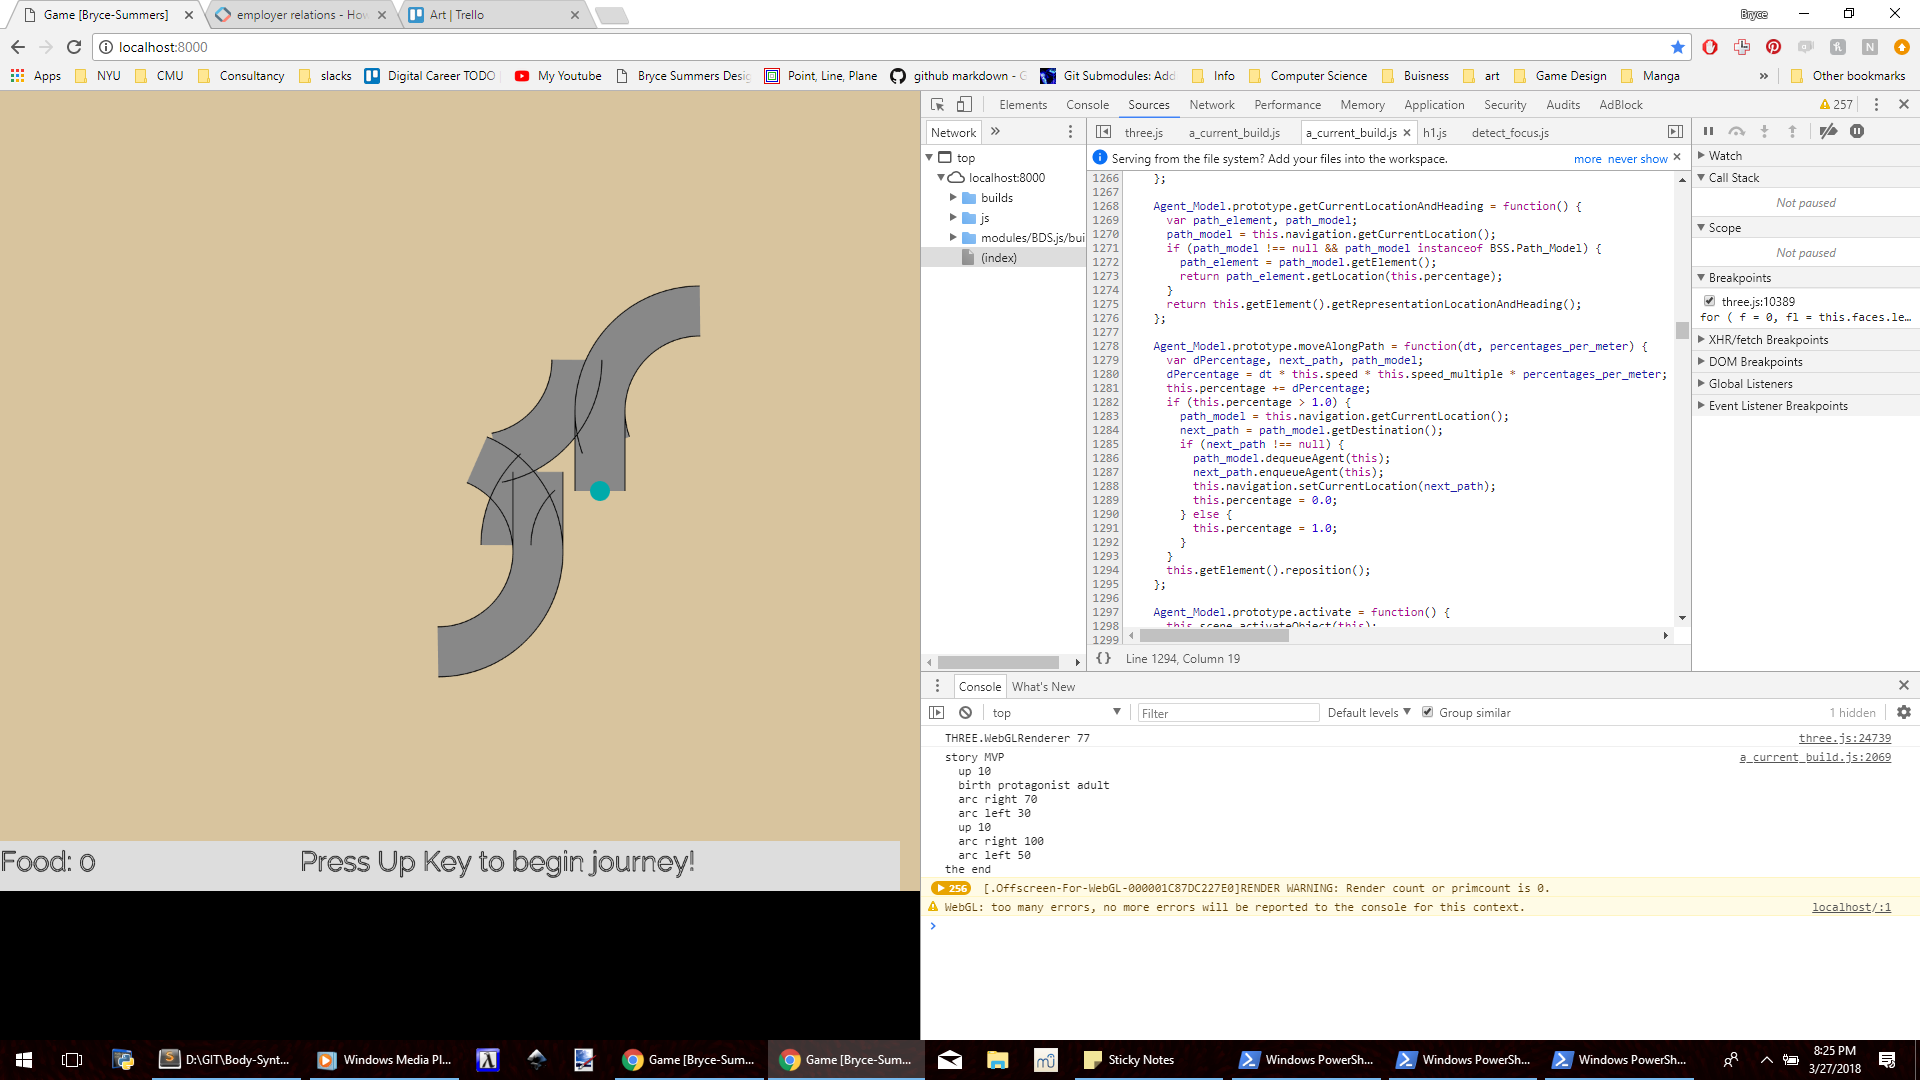 Game [Bryce-Summers]
employer relations - How
Art | Trello
Bryce
localhost:8000
Apps
NYU
CMU
Consultancy
slacks
Digital Career TODO
My Youtube
Bryce Summers Desig
Point, Line, Plane
github markdown - G
Git Submodules: Add
Info
Computer Science
Buisness
art
Game Design
Manga
»
Other bookmarks
Elements
Console
Sources
Network
Performance
Memory
Application
Security
Audits
AdBlock
257
Network »
three.js
a_current_build.js
a_current_build.js
h1.js
detect_focus.js
top
localhost:8000
builds
js
modules/BDS.js/bui
(index)
Serving from the file system? Add your files into the workspace.
more never show
1266 };
1267
1268 Agent_Model.prototype.getCurrentLocationAndHeading = function() {
1269 var path_element, path_model;
1270 path_model = this.navigation.getCurrentLocation();
1271 if (path_model !== null && path_model instanceof BSS.Path_Model) {
1272 path_element = path_model.getElement();
1273 return path_element.getLocation(this.percentage);
1274 }
1275 return this.getElement().getRepresentationLocationAndHeading();
1276 };
1277
1278 Agent_Model.prototype.moveAlongPath = function(dt, percentages_per_meter) {
1279 var dPercentage, next_path, path_model;
1280 dPercentage = dt * this.speed * this.speed_multiple * percentages_per_meter;
1281 this.percentage += dPercentage;
1282 if (this.percentage > 1.0) {
1283 path_model = this.navigation.getCurrentLocation();
1284 next_path = path_model.getDestination();
1285 if (next_path !== null) {
1286 path_model.dequeueAgent(this);
1287 next_path.enqueueAgent(this);
1288 this.navigation.setCurrentLocation(next_path);
1289 this.percentage = 0.0;
1290 } else {
1291 this.percentage = 1.0;
1292 }
1293 }
1294 this.getElement().reposition();
1295 };
1296
1297 Agent_Model.prototype.activate = function() {
1298 this.scene.activateObject(this);
1299
{} Line 1294, Column 19
Watch
Call Stack
Not paused
Scope
Not paused
Breakpoints
three.js:10389
for ( f = 0, fl = this.faces.le…
XHR/fetch Breakpoints
DOM Breakpoints
Global Listeners
Event Listener Breakpoints
Console What's New
top
Filter
Default levels
Group similar
1 hidden
THREE.WebGLRenderer 77
three.js:24739
story MVP
a_current_build.js:2069
up 10
birth protagonist adult
arc right 70
arc left 30
up 10
arc right 100
arc left 50
the end
256 [.Offscreen-For-WebGL-000001C87DC227E0]RENDER WARNING: Render count or primcount is 0.
WebGL: too many errors, no more errors will be reported to the console for this context.
localhost/:1
Food: 0
Press Up Key to begin journey!
D:\GIT\Body-Synt...
Windows Media Pl...
Game [Bryce-Sum...
Game [Bryce-Sum...
Sticky Notes
Windows PowerSh...
Windows PowerSh...
Windows PowerSh...
8:25 PM
3/27/2018